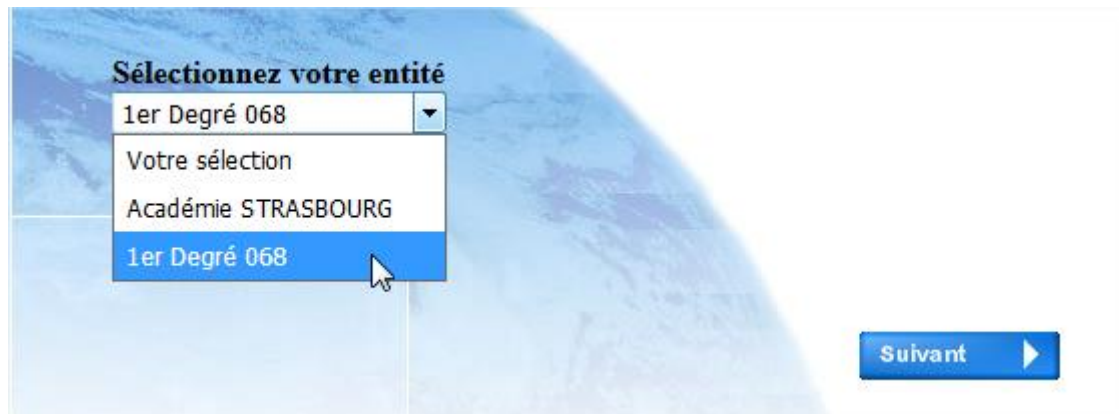 Sélectionnez votre entité
1er Degré 068
Votre sélection
Académie STRASBOURG
1er Degré 068
Suivant